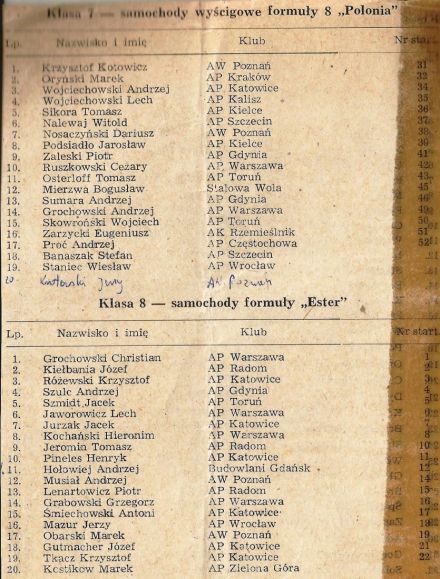 Klasa 7 — samochody wyścigowe formuły 8 „Polonia"
Lp. Nazwisko i imię Klub Nr start
1. Krzysztof Kotowicz AW Poznań 31
2. Oryński Marek AP Kraków 32
3. Wojciechowski Andrzej AP Katowice 34
4. Wojciechowski Lech AP Kalisz 35
5. Sikora Tomasz AP Kielce 36
6. Nalewaj Witold AP Szczecin 37
7. Nosaczyński Dariusz AW Poznań 38
8. Podsiadło Jarosław AP Kielce 39
9. Zaleski Piotr AP Gdynia 41
10. Ruszkowski Cezary AP Warszawa 42
11. Osterloff Tomasz AP Toruń 43
12. Mierzwa Bogusław Stalowa Wola 45
13. Sumara Andrzej AP Gdynia 46
14. Grochowski Andrzej AP Warszawa 49
15. Skowroński Wojciech AP Toruń 50
16. Zarzycki Eugeniusz AK Rzemieślnik 51
17. Próć Andrzej AP Częstochowa 52
18. Banaszak Stefan AP Szczecin
19. Staniec Wiesław AP Wrocław
20. Jerzy AW Poznań
Klasa 8 — samochody formuły „Ester"
Lp. Nazwisko i imię Klub Nr start
1. Grochowski Christian AP Warszawa 1
2. Kiełbania Józef AP Radom 2
3. Różewski Krzysztof AP Katowice 3
4. Szulc Andrzej AP Gdynia 4
5. Szmidt Jacek AP Toruń 5
6. Jaworowicz Lech AP Warszawa 6
7. Jurzak Jacek AP Katowice 7
8. Kochański Hieronim AP Warszawa 8
9. Jeromin Tomasz AP Radom 10
10. Pineles Henryk AP Katowice 11
11. Hołowiej Andrzej Budowlani Gdańsk 12
12. Musiał Andrzej AW Poznań 14
13. Lenartowicz Piotr AP Radom 15
14. Grabowski Grzegorz AP Warszawa 16
15. Śmiechowski Antoni AP Katowice 17
16. Mazur Jerzy AP Wrocław 18
17. Obarski Marek AW Poznań 19
18. Gutmacher Józef AP Katowice 21
19. Tkacz Krzysztof AP Katowice 22
20. Kostikow Marek AP Zielona Góra